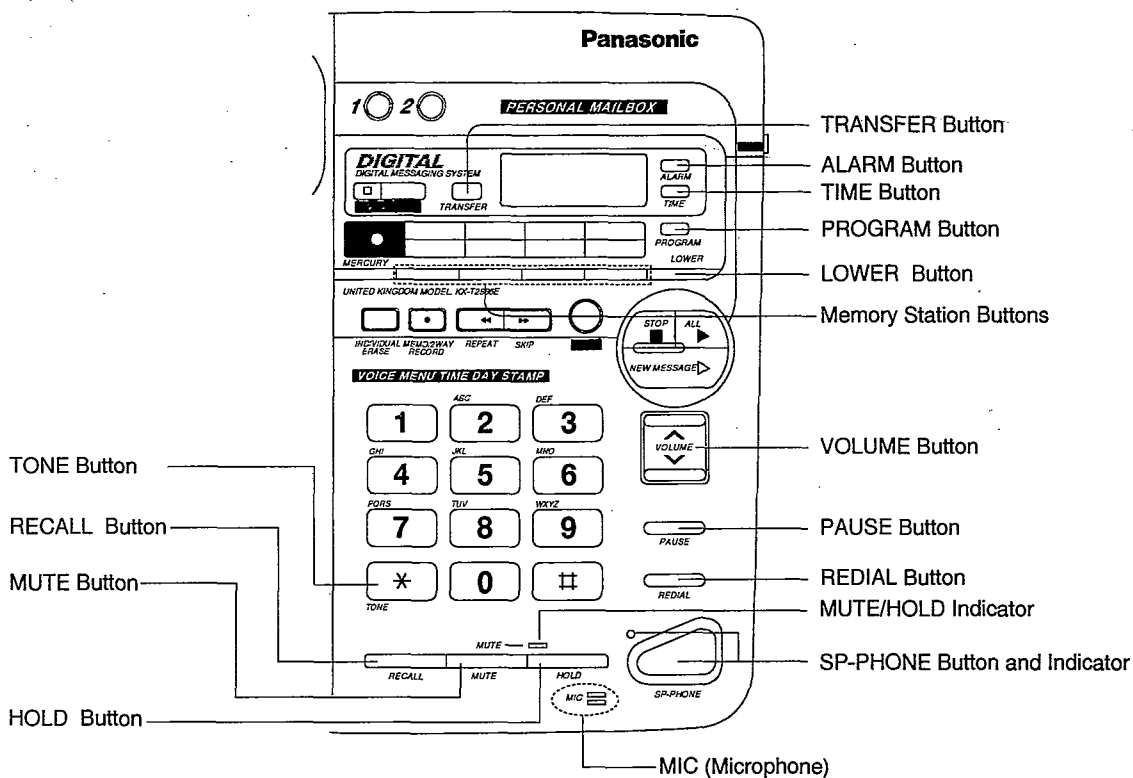 Panasonic
1 2 PERSONAL MAILBOX
TRANSFER Button
DIGITAL
DIGITAL MESSAGING SYSTEM
TRANSFER
ALARM
TIME
ALARM Button
TIME Button
PROGRAM
PROGRAM Button
MERCURY
LOWER
LOWER Button
UNITED KINGDOM MODEL KX-T2395E
Memory Station Buttons
INDIVIDUAL ERASE
MEMO/2WAY RECORD
REPEAT
SKIP
STOP
ALL
NEW MESSAGE
VOICE MENU TIME DAY STAMP
1
ABC
2
DEF
3
VOLUME
VOLUME Button
TONE Button
GHI
4
JKL
5
MNO
6
RECALL Button
PQRS
7
TUV
8
WXYZ
9
PAUSE
PAUSE Button
MUTE Button
*
TONE
0
#
REDIAL
REDIAL Button
MUTE
MUTE/HOLD Indicator
SP-PHONE Button and Indicator
RECALL
MUTE
HOLD
SP-PHONE
MIC
HOLD Button
MIC (Microphone)